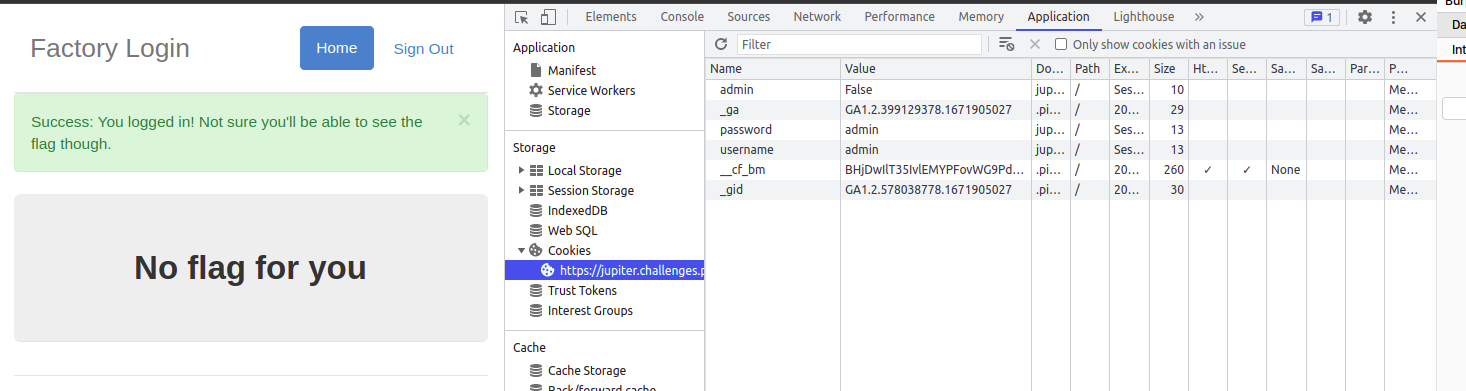 Factory Login
Home
Sign Out
Success: You logged in! Not sure you'll be able to see the
flag though.
×
No flag for you
Elements Console Sources Network Performance Memory Application Lighthouse » 1
Application
Manifest
Service Workers
Storage
Storage
Local Storage
Session Storage
IndexedDB
Web SQL
Cookies
https://jupiter.challenges.p
Trust Tokens
Interest Groups
Cache
Cache Storage
Back/forward cache
Filter
Only show cookies with an issue
Name Value Do… Path Ex… Size Ht… Se… Sa… Sa… Par… P…
admin False jup… / Ses… 10 Me…
_ga GA1.2.399129378.1671905027 .pi… / 20… 29 Me…
password admin jup… / Ses… 13 Me…
username admin jup… / Ses… 13 Me…
__cf_bm BHjDwIlT35IvlEMYPFovWG9Pd… .pi… / 20… 260 ✓ ✓ None Me…
_gid GA1.2.578038778.1671905027 .pi… / 20… 30 Me…
Da
Int